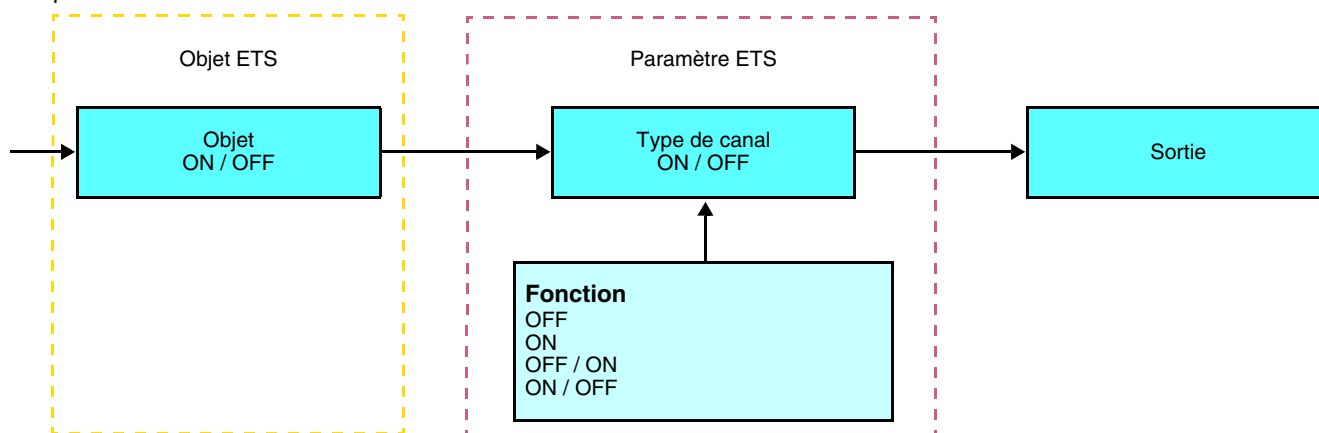 Objet ETS
Paramètre ETS
Objet
ON / OFF
Type de canal
ON / OFF
Sortie
Fonction
OFF
ON
OFF / ON
ON / OFF